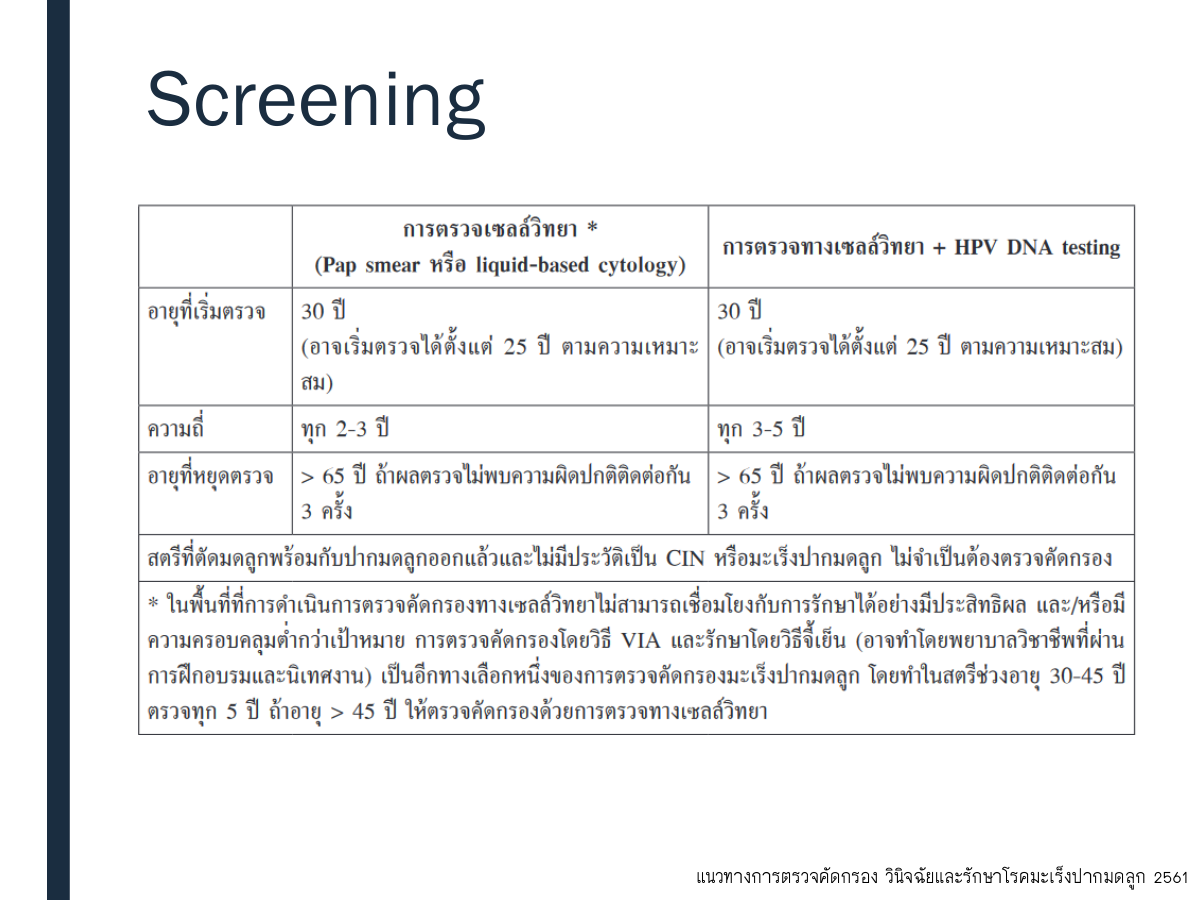 Screening
การตรวจเซลล์วิทยา *
(Pap smear หรือ liquid-based cytology)
การตรวจทางเซลล์วิทยา + HPV DNA testing
อายุที่เริ่มตรวจ
30 ปี
(อาจเริ่มตรวจได้ตั้งแต่ 25 ปี ตามความเหมาะ
สม)
30 ปี
(อาจเริ่มตรวจได้ตั้งแต่ 25 ปี ตามความเหมาะสม)
ความถี่
ทุก 2-3 ปี
ทุก 3-5 ปี
อายุที่หยุดตรวจ
> 65 ปี ถ้าผลตรวจไม่พบความผิดปกติติดต่อกัน
3 ครั้ง
> 65 ปี ถ้าผลตรวจไม่พบความผิดปกติติดต่อกัน
3 ครั้ง
สตรีที่ตัดมดลูกพร้อมกับปากมดลูกออกแล้วและไม่มีประวัติเป็น CIN หรือมะเร็งปากมดลูก ไม่จำเป็นต้องตรวจคัดกรอง
* ในพื้นที่ที่การดำเนินการตรวจคัดกรองทางเซลล์วิทยาไม่สามารถเชื่อมโยงกับการรักษาได้อย่างมีประสิทธิผล และ/หรือมี
ความครอบคลุมต่ำกว่าเป้าหมาย การตรวจคัดกรองโดยวิธี VIA และรักษาโดยวิธีจี้เย็น (อาจทำโดยพยาบาลวิชาชีพที่ผ่าน
การฝึกอบรมและนิเทศงาน) เป็นอีกทางเลือกหนึ่งของการตรวจคัดกรองมะเร็งปากมดลูก โดยทำในสตรีช่วงอายุ 30-45 ปี
ตรวจทุก 5 ปี ถ้าอายุ > 45 ปี ให้ตรวจคัดกรองด้วยการตรวจทางเซลล์วิทยา
แนวทางการตรวจคัดกรอง วินิจฉัยและรักษาโรคมะเร็งปากมดลูก 2561